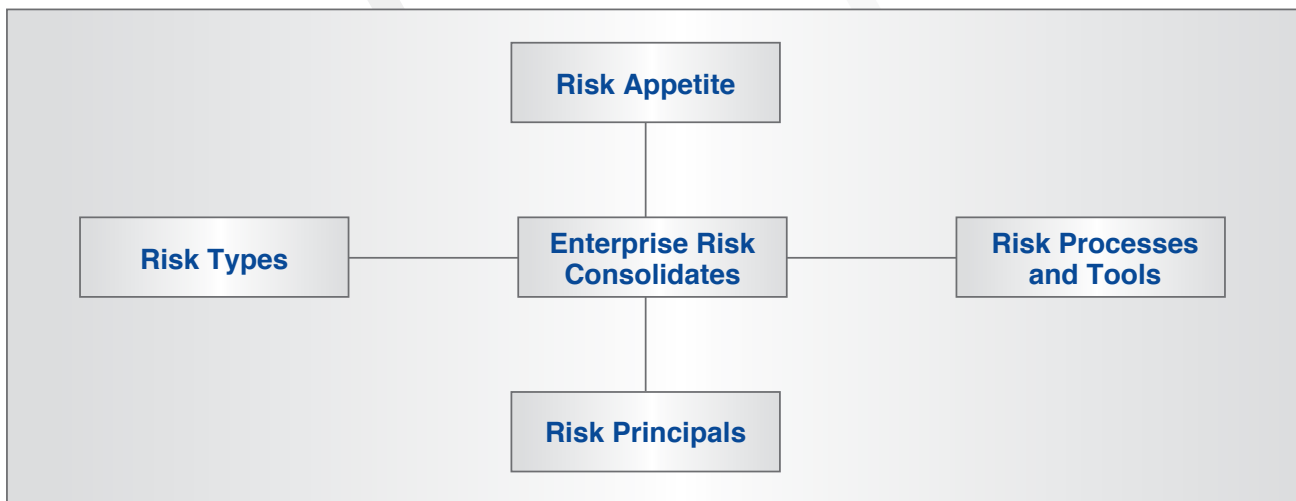 Risk Appetite
Risk Types
Enterprise Risk
Consolidates
Risk Processes
and Tools
Risk Principals